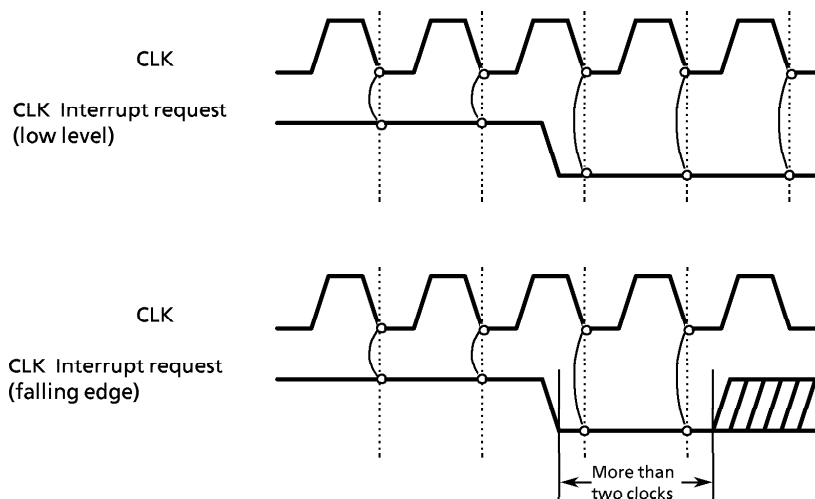 CLK
CLK Interrupt request
(low level)
CLK
CLK Interrupt request
(falling edge)
More than
two clocks